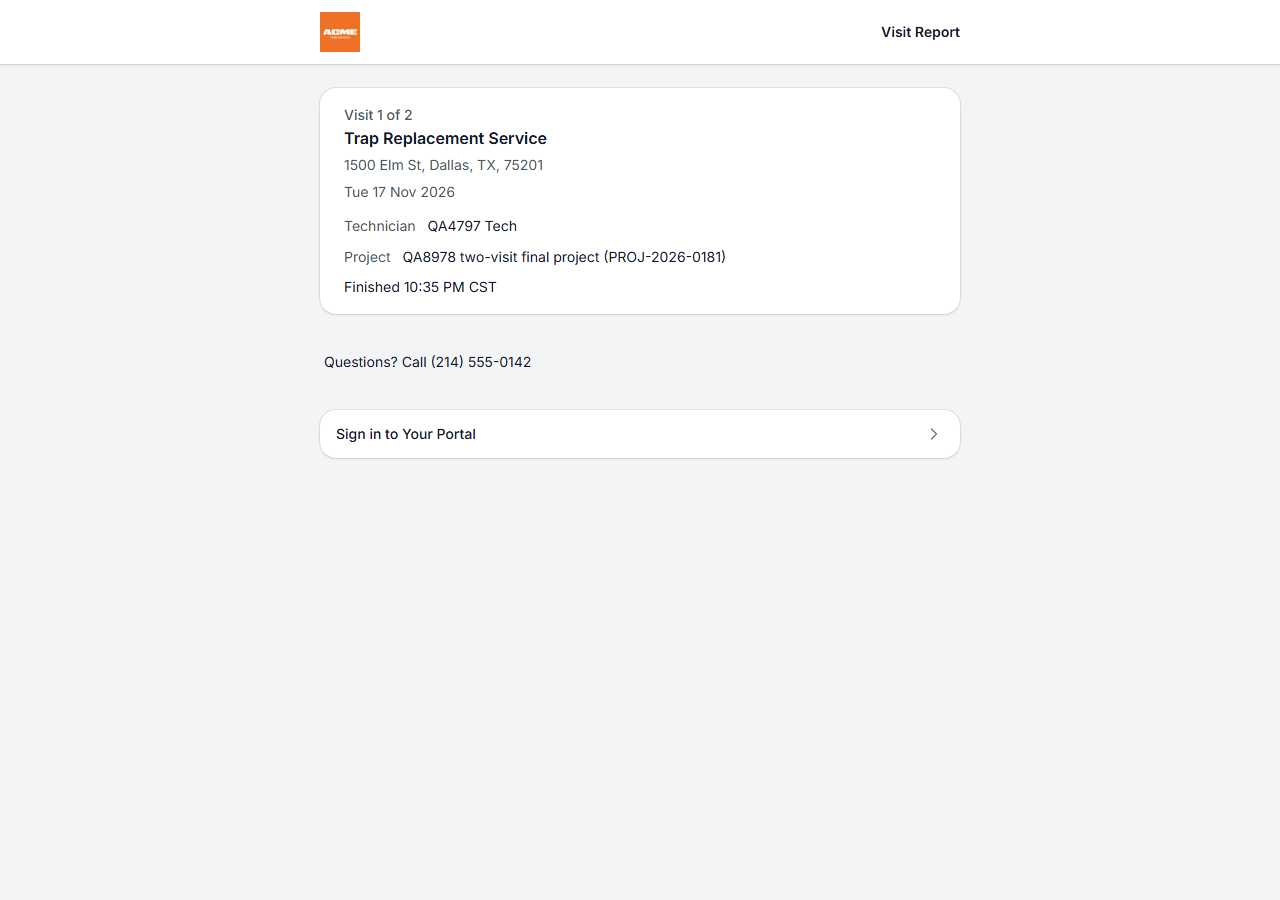 ACME
Visit Report
Visit 1 of 2
Trap Replacement Service
1500 Elm St, Dallas, TX, 75201
Tue 17 Nov 2026
Technician QA4797 Tech
Project QA8978 two-visit final project (PROJ-2026-0181)
Finished 10:35 PM CST
Questions? Call (214) 555-0142
Sign in to Your Portal